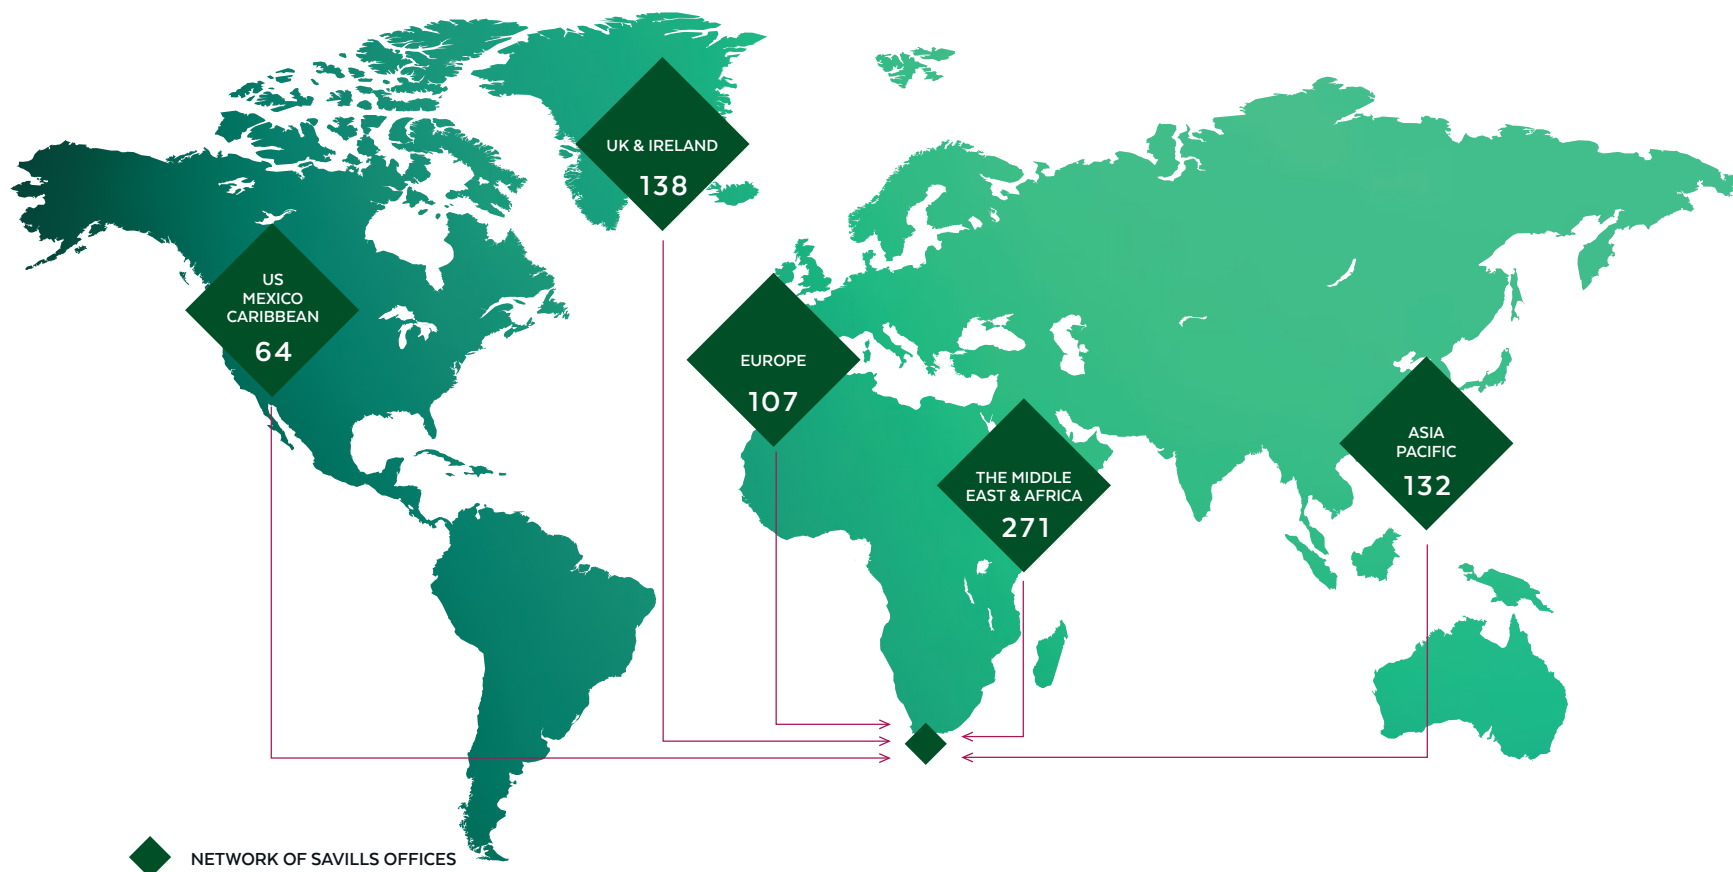 UK & IRELAND
138
US
MEXICO
CARIBBEAN
64
EUROPE
107
THE MIDDLE
EAST & AFRICA
271
ASIA
PACIFIC
132
NETWORK OF SAVILLS OFFICES